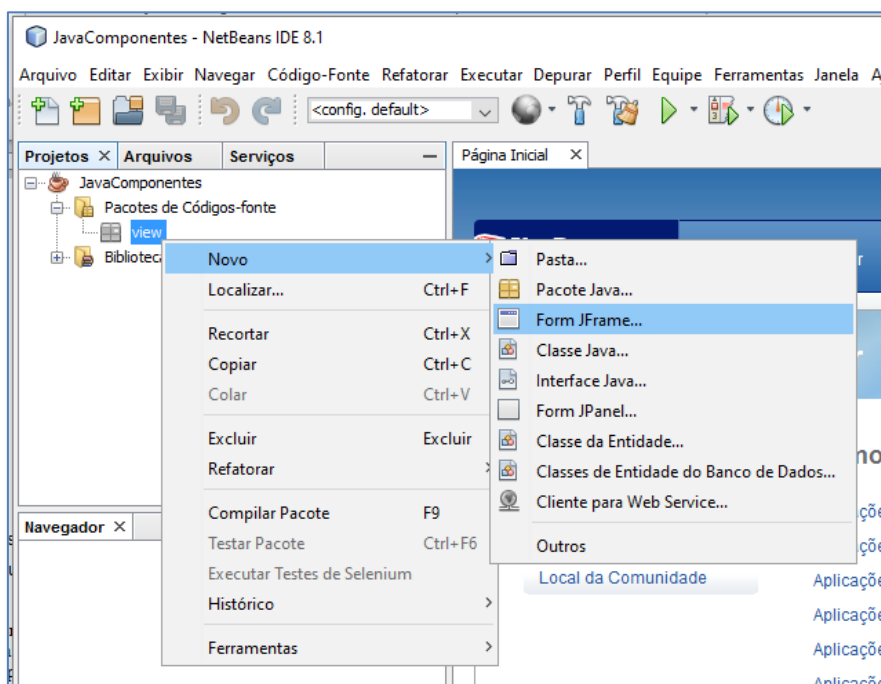 JavaComponentes - NetBeans IDE 8.1
Arquivo Editar Exibir Navegar Código-Fonte Refatorar Executar Depurar Perfil Equipe Ferramentas Janela
<config. default>
Projetos Arquivos Serviços
Página Inicial
JavaComponentes
Pacotes de Códigos-fonte
view
Novo
Localizar... Ctrl+F
Recortar Ctrl+X
Copiar Ctrl+C
Colar Ctrl+V
Excluir Excluir
Refatorar
Compilar Pacote F9
Testar Pacote Ctrl+F6
Executar Testes de Selenium
Histórico
Ferramentas
Pasta...
Pacote Java...
Form JFrame...
Classe Java...
Interface Java...
Form JPanel...
Classe da Entidade...
Classes de Entidade do Banco de Dados...
Cliente para Web Service...
Outros
Navegador
Local da Comunidade